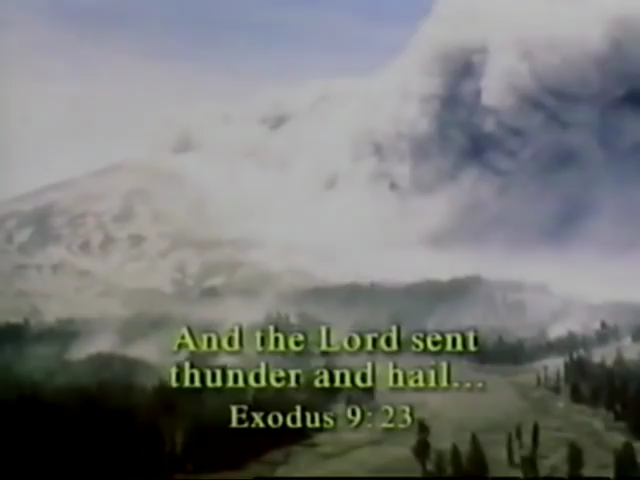 And the Lord sent
thunder and hail...
Exodus 9:23